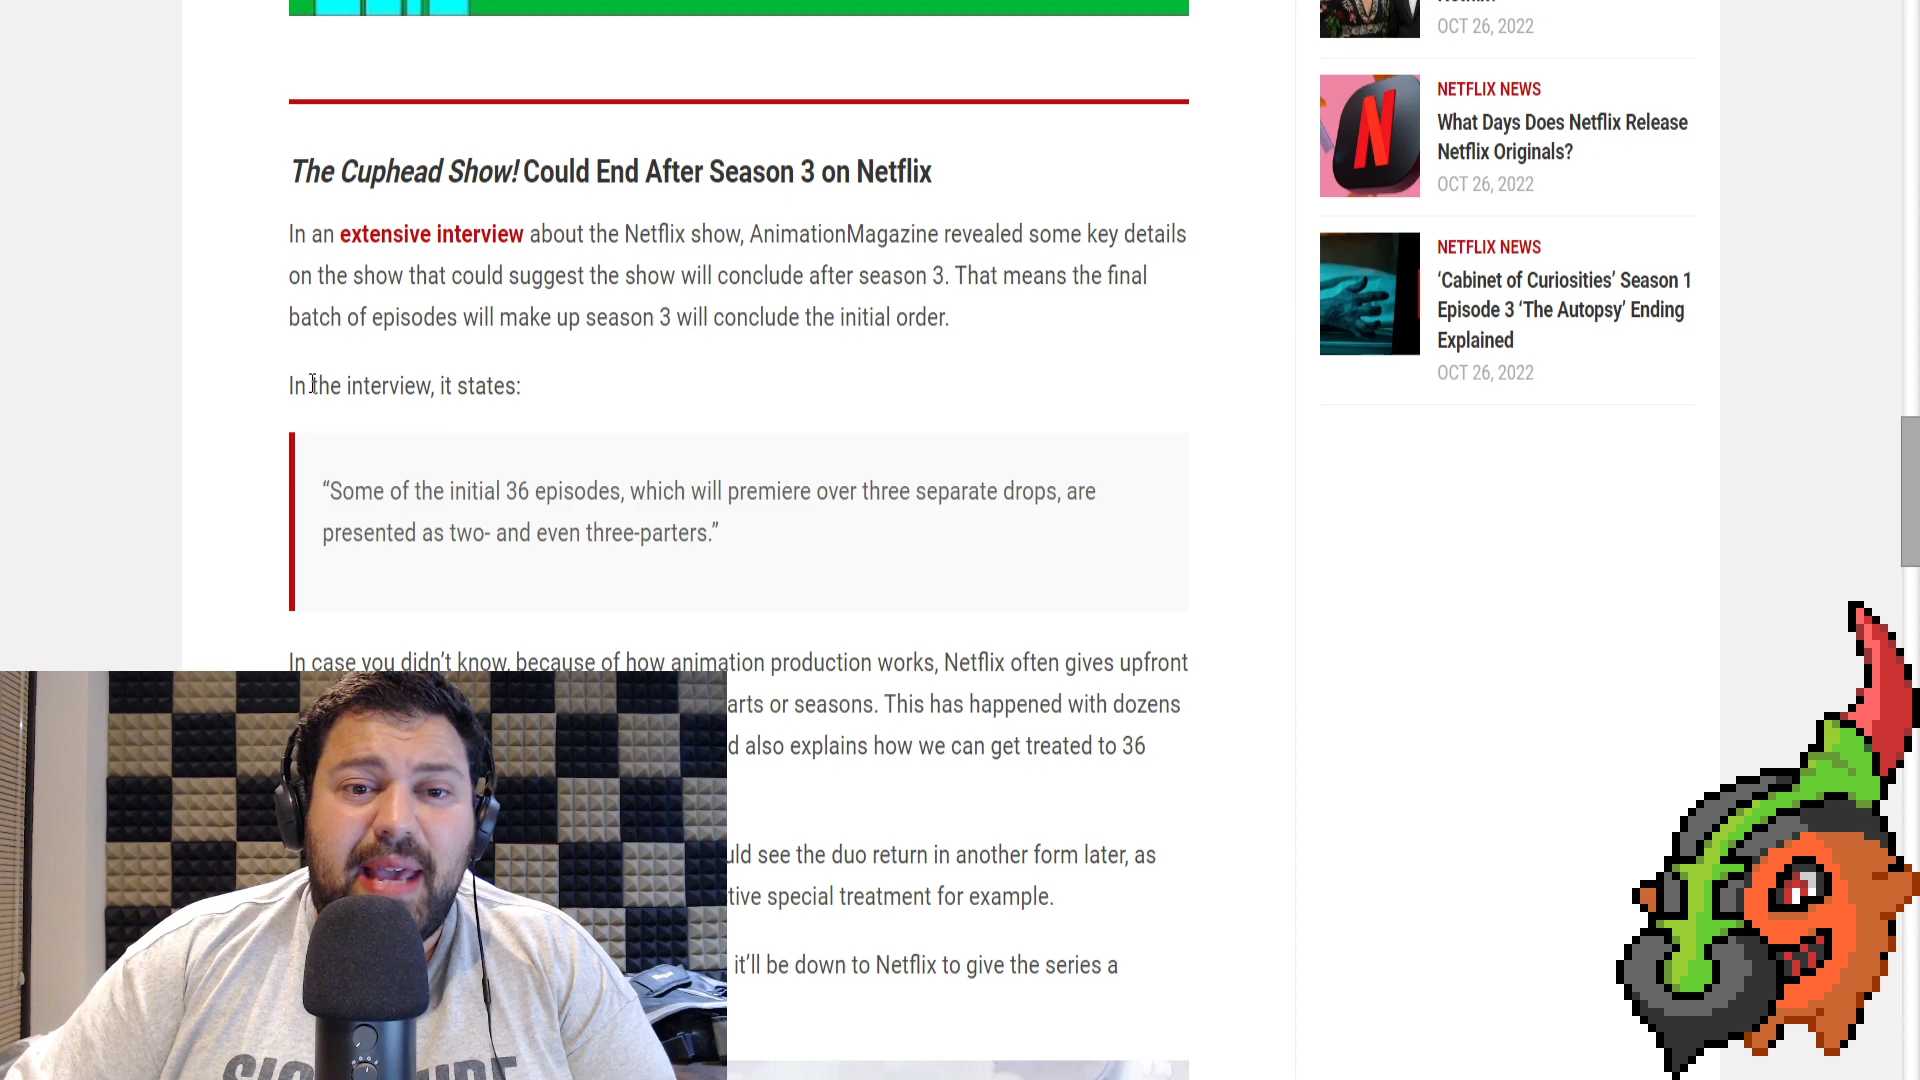 OCT 26, 2022
NETFLIX NEWS
What Days Does Netflix Release
Netflix Originals?
OCT 26, 2022
NETFLIX NEWS
‘Cabinet of Curiosities’ Season 1
Episode 3 ‘The Autopsy’ Ending
Explained
OCT 26, 2022
The Cuphead Show! Could End After Season 3 on Netflix
In an extensive interview about the Netflix show, AnimationMagazine revealed some key details
on the show that could suggest the show will conclude after season 3. That means the final
batch of episodes will make up season 3 will conclude the initial order.
In the interview, it states:
“Some of the initial 36 episodes, which will premiere over three separate drops, are
presented as two- and even three-parters.”
In case you didn’t know, because of how animation production works, Netflix often gives upfront
arts or seasons. This has happened with dozens
d also explains how we can get treated to 36
uld see the duo return in another form later, as
tive special treatment for example.
it’ll be down to Netflix to give the series a